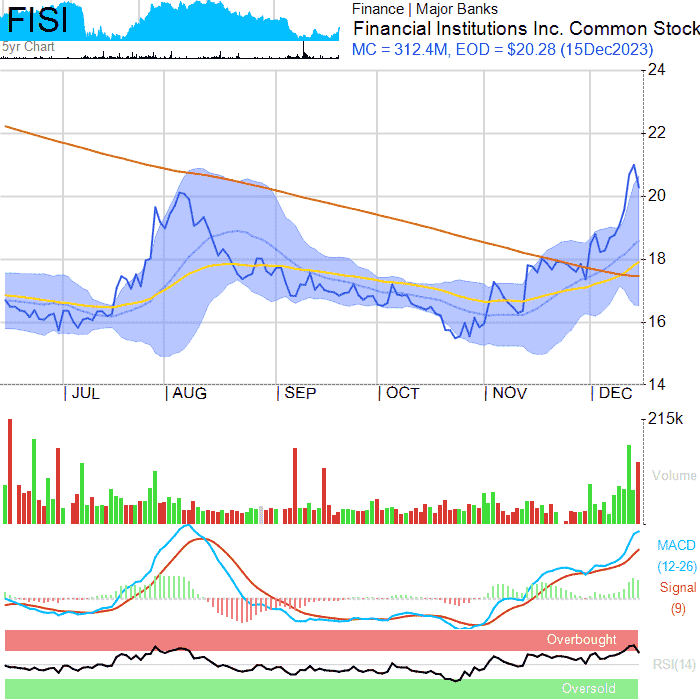 FISI
5yr Chart
Finance | Major Banks
Financial Institutions Inc. Common Stock
MC = 312.4M, EOD = $20.28 (15Dec2023)
24
22
20
18
16
14
JUL AUG SEP OCT NOV DEC
215k
Volume
MACD
(12-26)
Signal
(9)
Overbought
RSI(14)
Oversold